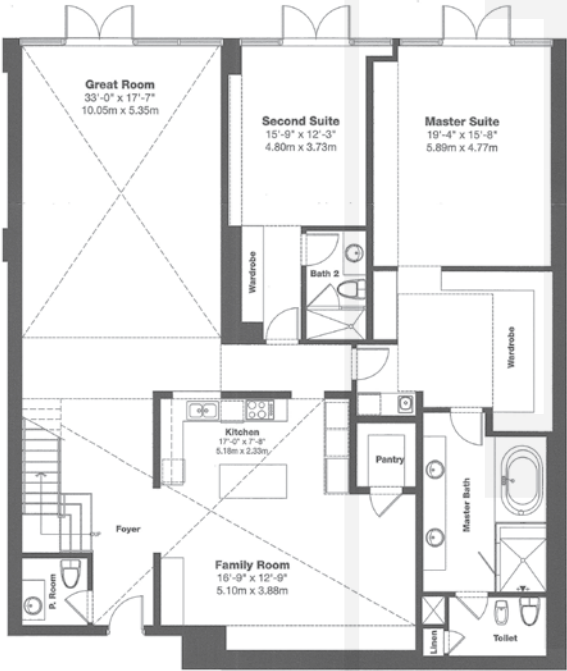 Great Room
33'-0" x 17'-7"
10.05m x 5.35m
Second Suite
15'-9" x 12'-3"
4.80m x 3.73m
Master Suite
19'-4" x 15'-8"
5.89m x 4.77m
Wardrobe
Bath 2
Wardrobe
Kitchen
17'-0" x 7'-8"
5.18m x 2.33m
Pantry
Master Bath
Foyer
Family Room
16'-9" x 12'-9"
5.10m x 3.88m
P. Room
Linen
Toilet